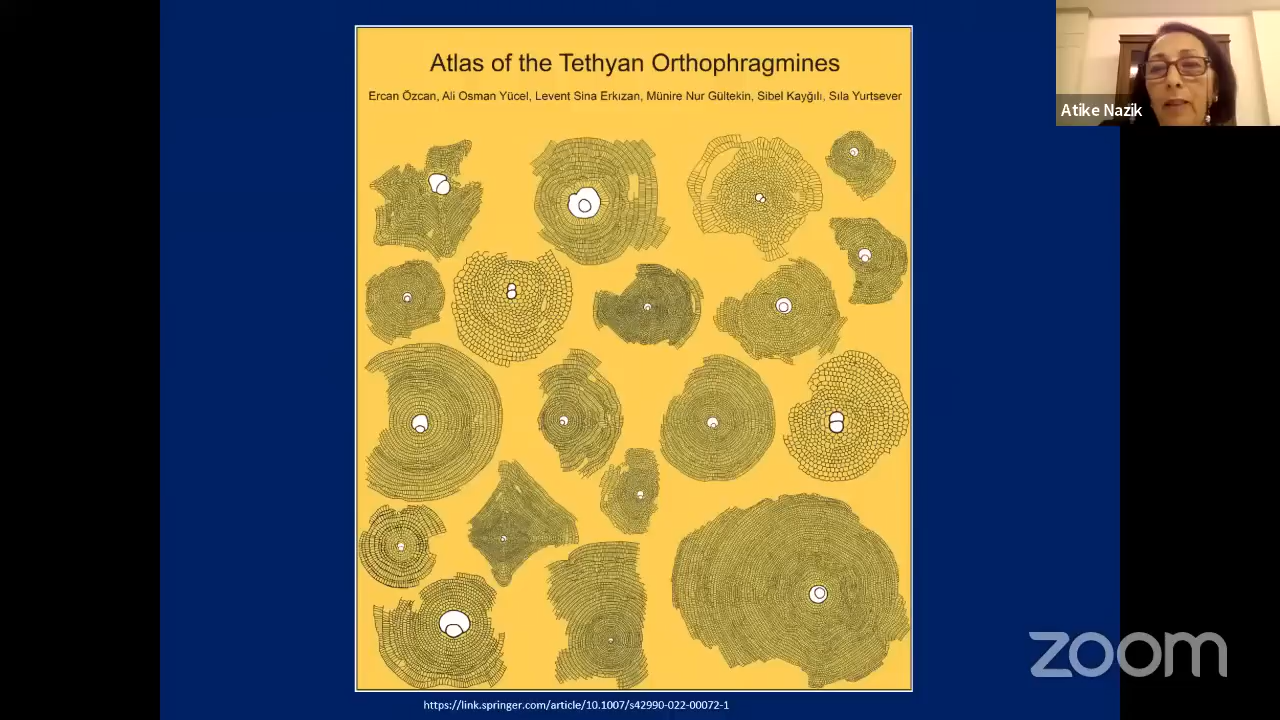 Atlas of the Tethyan Orthophragmines
Ercan Özcan, Ali Osman Yücel, Levent Sina Erkızan, Münire Nur Gültekin, Sibel Kayğılı, Sıla Yurtsever
Atike Nazik
zoom
https://link.springer.com/article/10.1007/s42990-022-00072-1